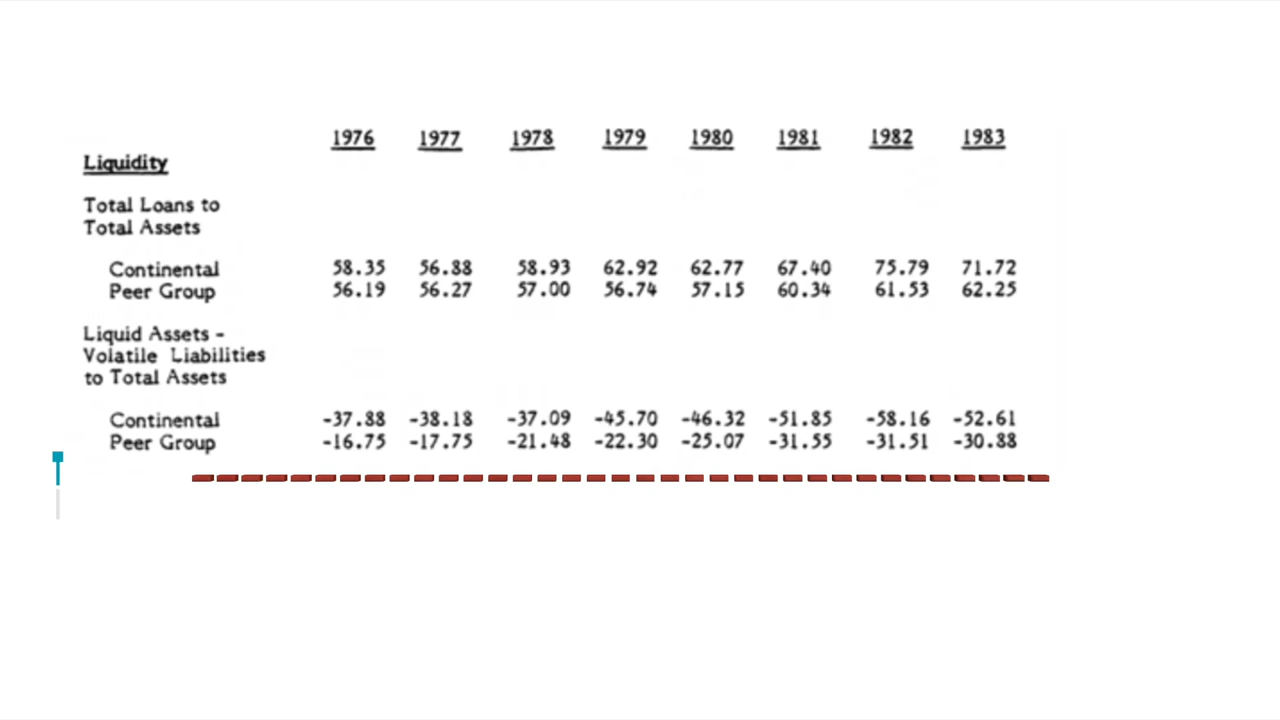 1976 1977 1978 1979 1980 1981 1982 1983
Liquidity
Total Loans to
Total Assets
Continental 58.35 56.88 58.93 62.92 62.77 67.40 75.79 71.72
Peer Group 56.19 56.27 57.00 56.74 57.15 60.34 61.53 62.25
Liquid Assets -
Volatile Liabilities
to Total Assets
Continental -37.88 -38.18 -37.09 -45.70 -46.32 -51.85 -58.16 -52.61
Peer Group -16.75 -17.75 -21.48 -22.30 -25.07 -31.55 -31.51 -30.88